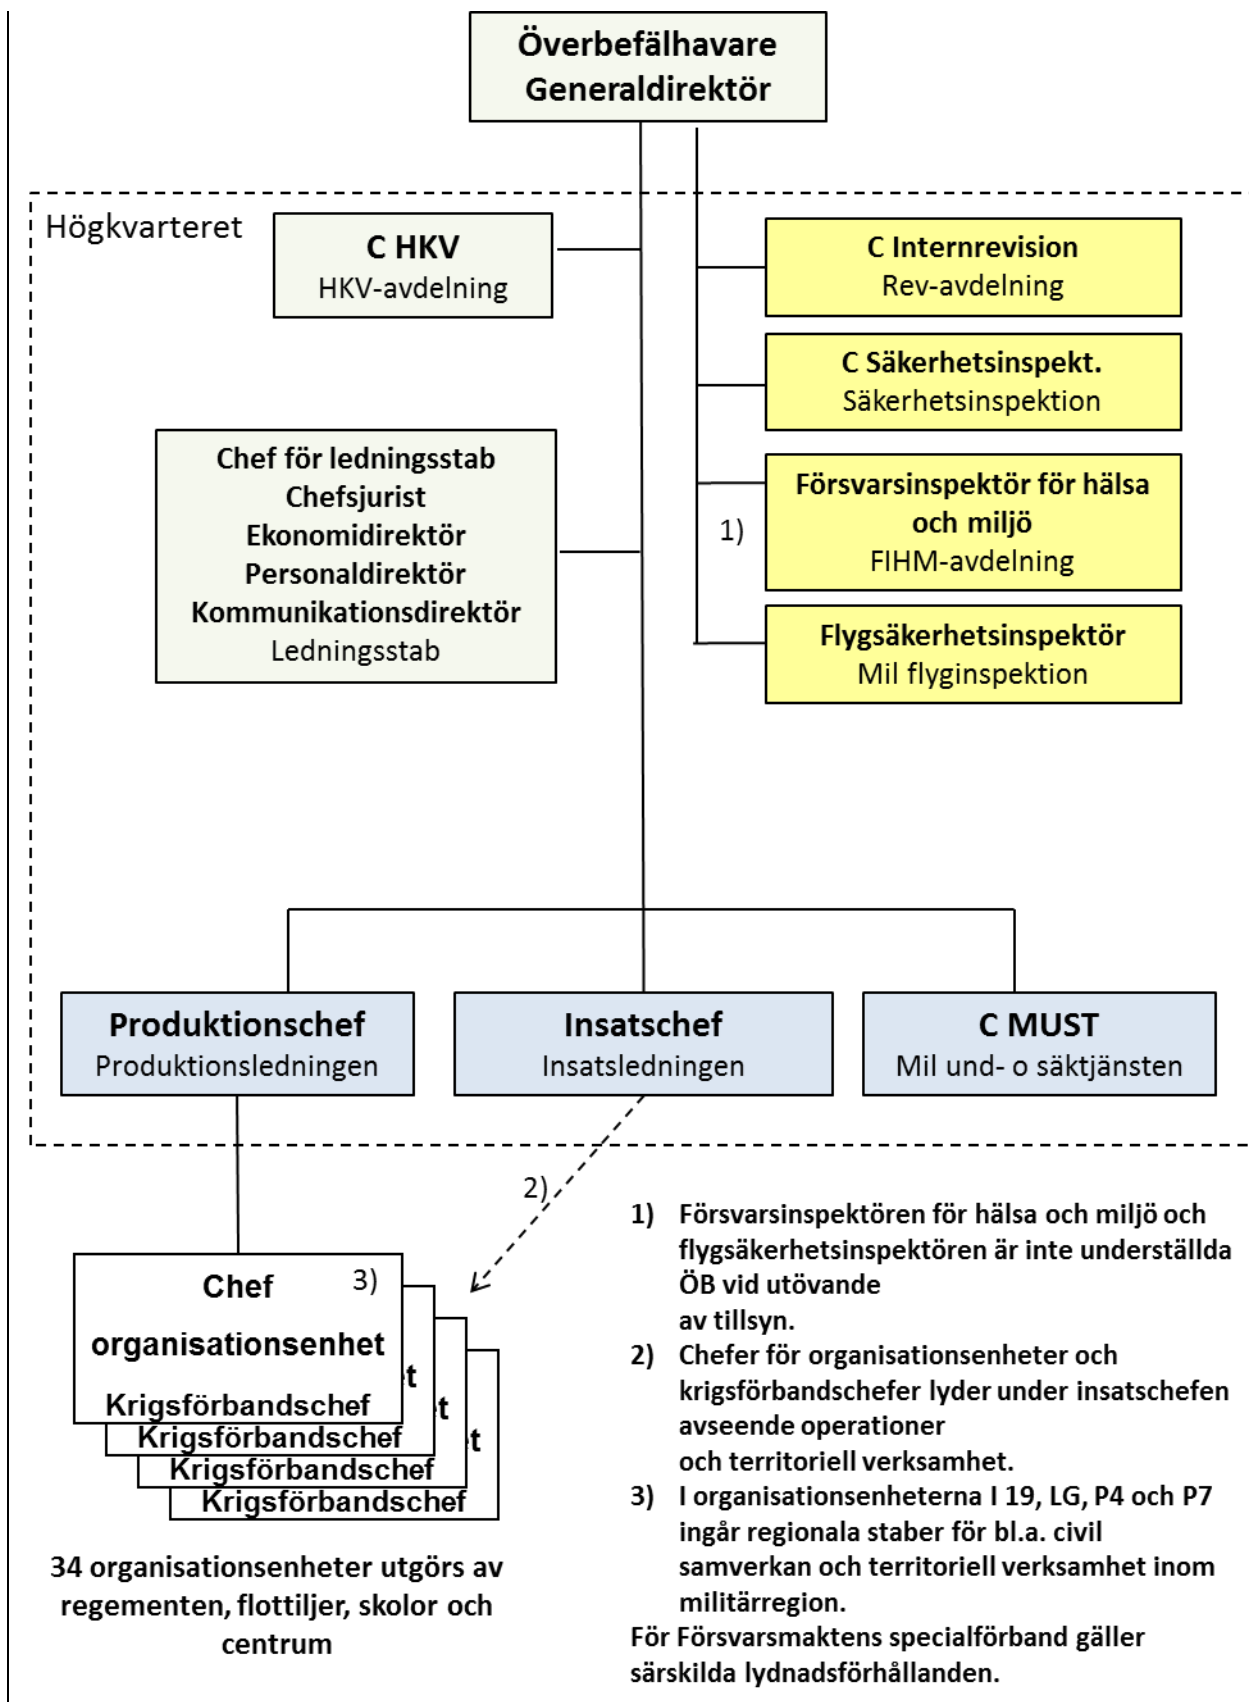 Överbefälhavare
Generaldirektör
Högkvarteret
C HKV
HKV-avdelning
C Internrevision
Rev-avdelning
C Säkerhetsinspekt.
Säkerhetsinspektion
Chef för ledningsstab
Chefsjurist
Ekonomidirektör
Personaldirektör
Kommunikationsdirektör
Ledningsstab
1)
Försvarsinspektör för hälsa
och miljö
FIHM-avdelning
Flygsäkerhetsinspektör
Mil flyginspektion
Produktionschef
Produktionsledningen
Insatschef
Insatsledningen
C MUST
Mil und- o säktjänsten
2)
Chef 3)
organisationsenhet
Krigsförbandschef
et
Krigsförbandschef
et
Krigsförbandschef
et
Krigsförbandschef
34 organisationsenheter utgörs av
regementen, flottiljer, skolor och
centrum
1) Försvarsinspektören för hälsa och miljö och
flygsäkerhetsinspektören är inte underställda
ÖB vid utövande
av tillsyn.
2) Chefer för organisationsenheter och
krigsförbandschefer lyder under insatschefen
avseende operationer
och territoriell verksamhet.
3) I organisationsenheterna I 19, LG, P4 och P7
ingår regionala staber för bl.a. civil
samverkan och territoriell verksamhet inom
militärregion.
För Försvarsmaktens specialförband gäller
särskilda lydnadsförhållanden.